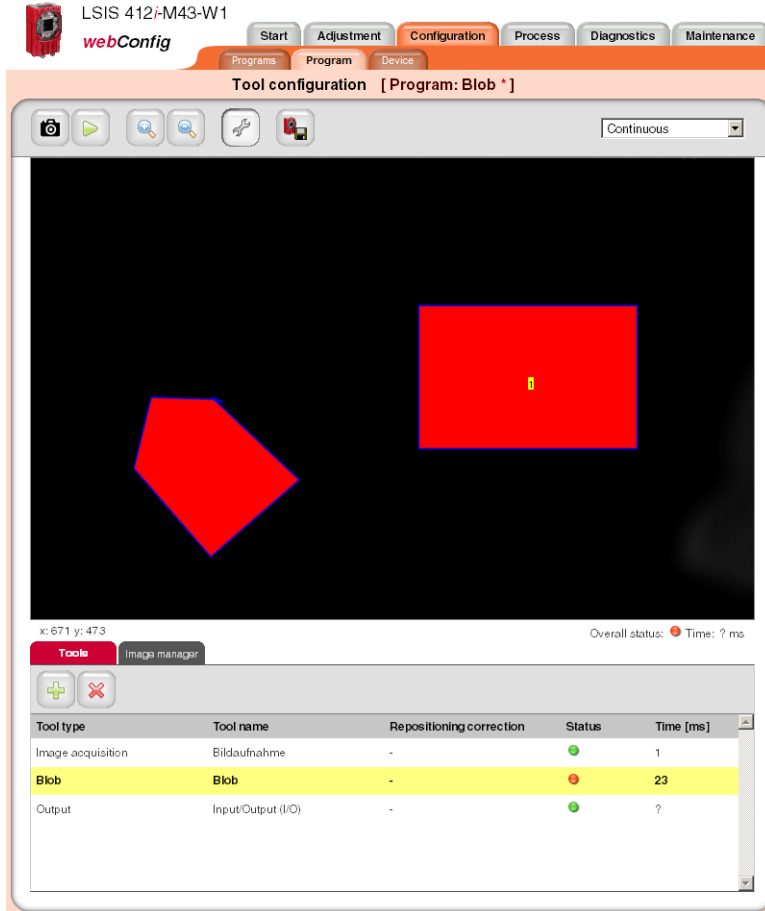 LSIS 412i-M43-W1
webConfig
Start Adjustment Configuration Process Diagnostics Maintenance
Programs Program Device
Tool configuration [ Program: Blob * ]
Continuous
1
x: 671 y: 473
Overall status: Time: ? ms
Tools Image manager
Tool type Tool name Repositioning correction Status Time [ms]
Image acquisition Bildaufnahme - 1
Blob Blob - 23
Output Input/Output (I/O) - ?